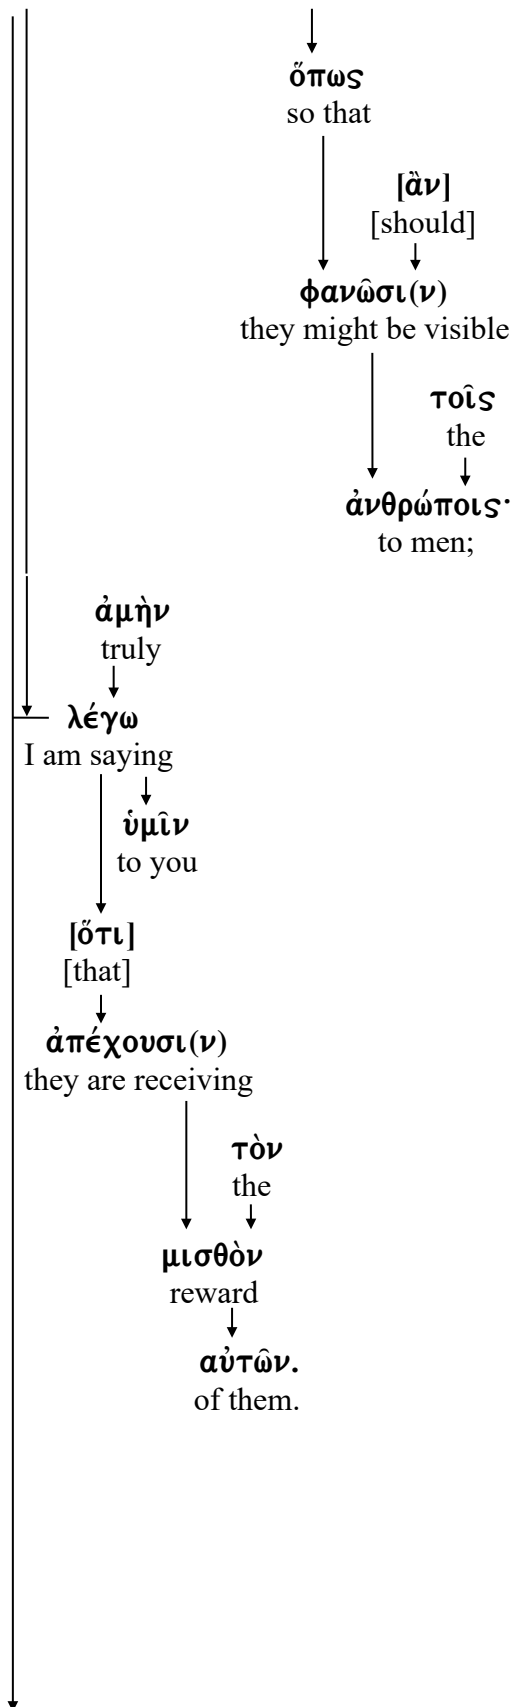 ὅπως
so that
[ἂν]
[should]
φανῶσι(ν)
they might be visible
τοῖς
the
ἀνθρώποις·
to men;
ἀμὴν
truly
λέγω
I am saying
ὑμῖν
to you
[ὅτι]
[that]
ἀπέχουσι(ν)
they are receiving
τὸν
the
μισθὸν
reward
αὐτῶν.
of them.